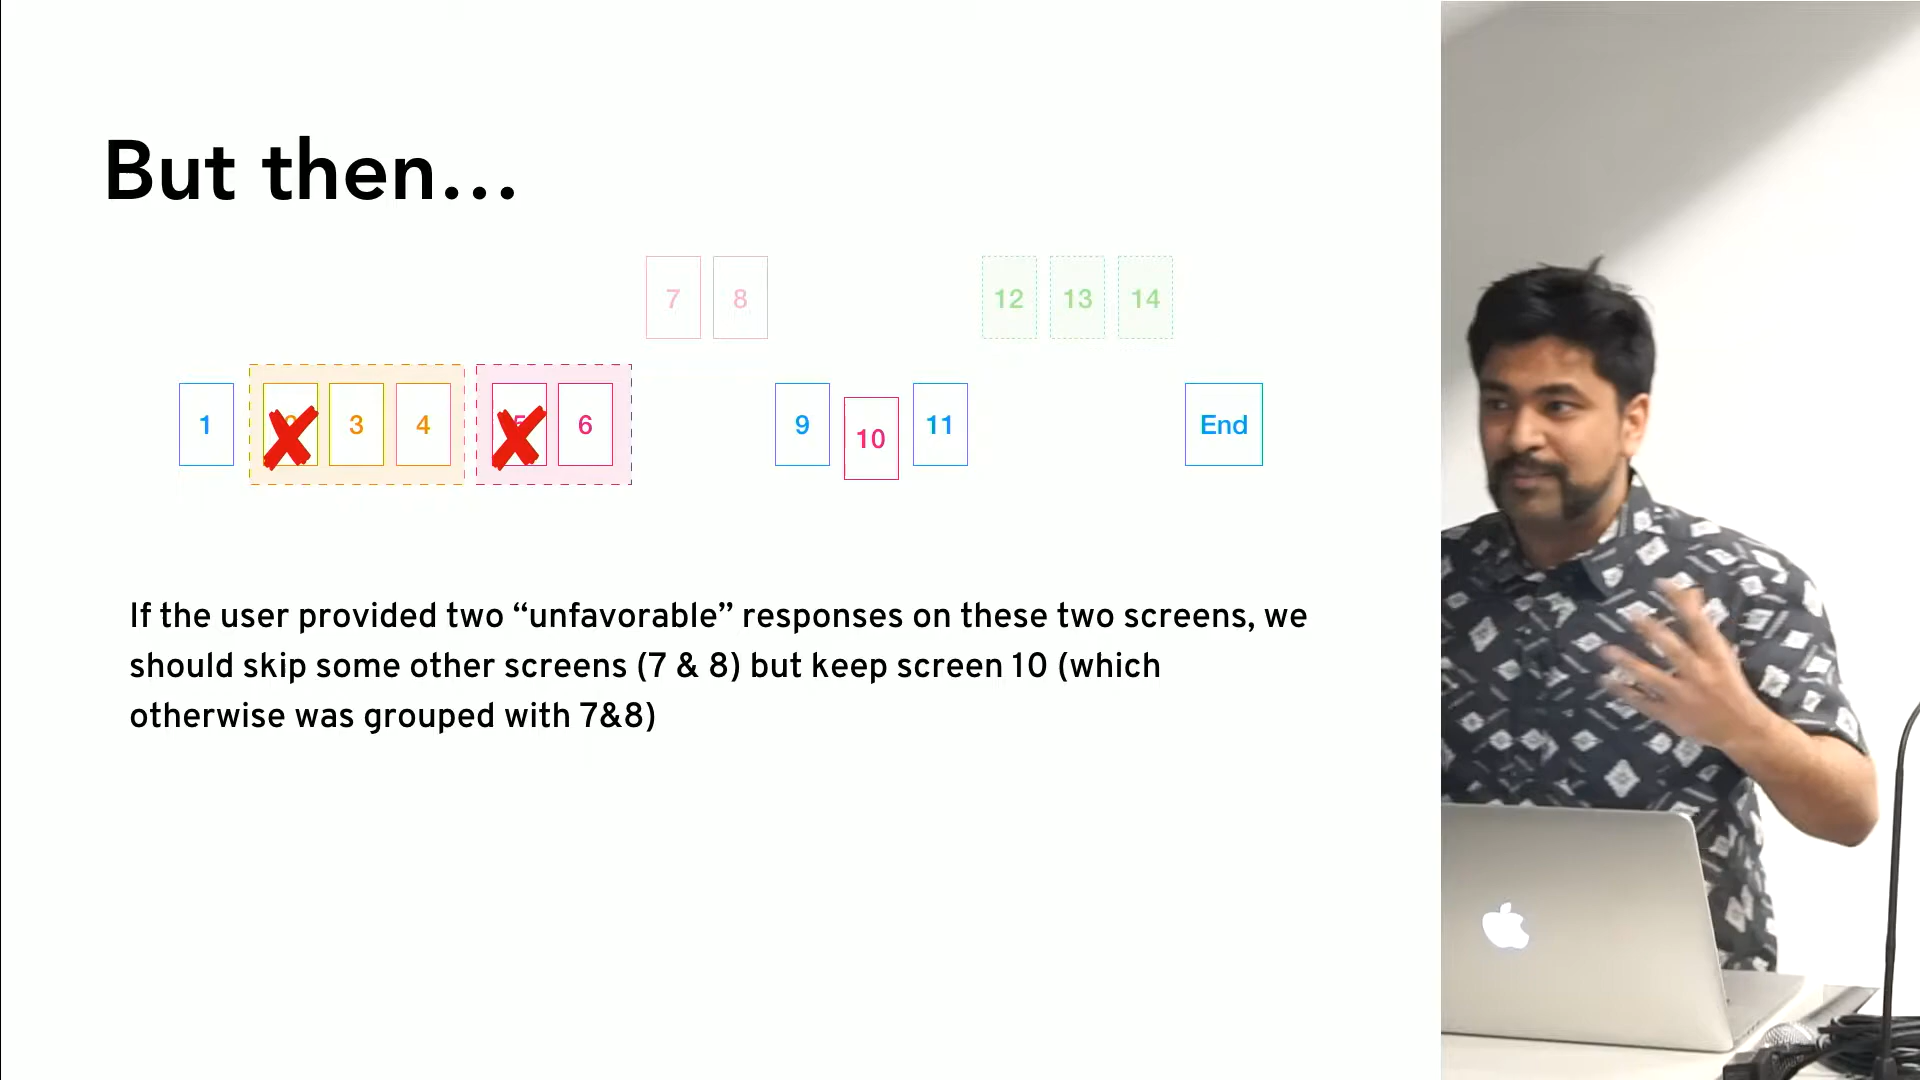 But then…
7 8 12 13 14
1 3 4 6 9 10 11 End
If the user provided two “unfavorable” responses on these two screens, we
should skip some other screens (7 & 8) but keep screen 10 (which
otherwise was grouped with 7&8)